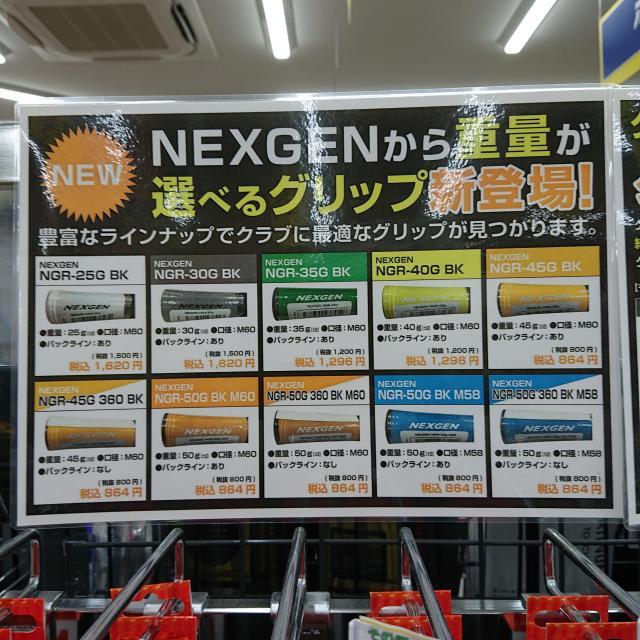 NEW
NEXGENから重量が
選べるグリップ新登場!
豊富なラインナップでクラブに最適なグリップが見つかります。
NEXGEN
NGR-25G BK
NEXGEN
●重量:25g(±2) ●口径:M60
●バックライン:あり
(税抜1,500円)
税込1,620円
NEXGEN
NGR-30G BK
●重量:30g(±2) ●口径:M60
●バックライン:あり
(税抜1,500円)
税込1,620円
NEXGEN
NGR-35G BK
NEXGEN
●重量:35g(±2) ●口径:M60
●バックライン:あり
(税抜1,200円)
税込1,296円
NEXGEN
NGR-40G BK
NEXGEN
●重量:40g(±2) ●口径:M60
●バックライン:あり
(税抜1,200円)
税込1,296円
NEXGEN
NGR-45G BK
NEXGEN
●重量:45g(±2) ●口径:M60
●バックライン:あり
(税抜800円)
税込864円
NEXGEN
NGR-45G 360 BK
NEXGEN
●重量:45g(±2) ●口径:M60
●バックライン:なし
(税抜800円)
税込864円
NEXGEN
NGR-50G BK M60
NEXGEN
●重量:50g(±2) ●口径:M60
●バックライン:あり
(税抜800円)
税込864円
NEXGEN
NGR-50G 360 BK M60
NEXGEN
●重量:50g(±2) ●口径:M60
●バックライン:なし
(税抜800円)
税込864円
NEXGEN
NGR-50G BK M58
NEXGEN
●重量:50g(±2) ●口径:M58
●バックライン:あり
(税抜800円)
税込864円
NEXGEN
NGR-50G 360 BK M58
NEXGEN
●重量:50g(±2) ●口径:M58
●バックライン:なし
(税抜800円)
税込864円